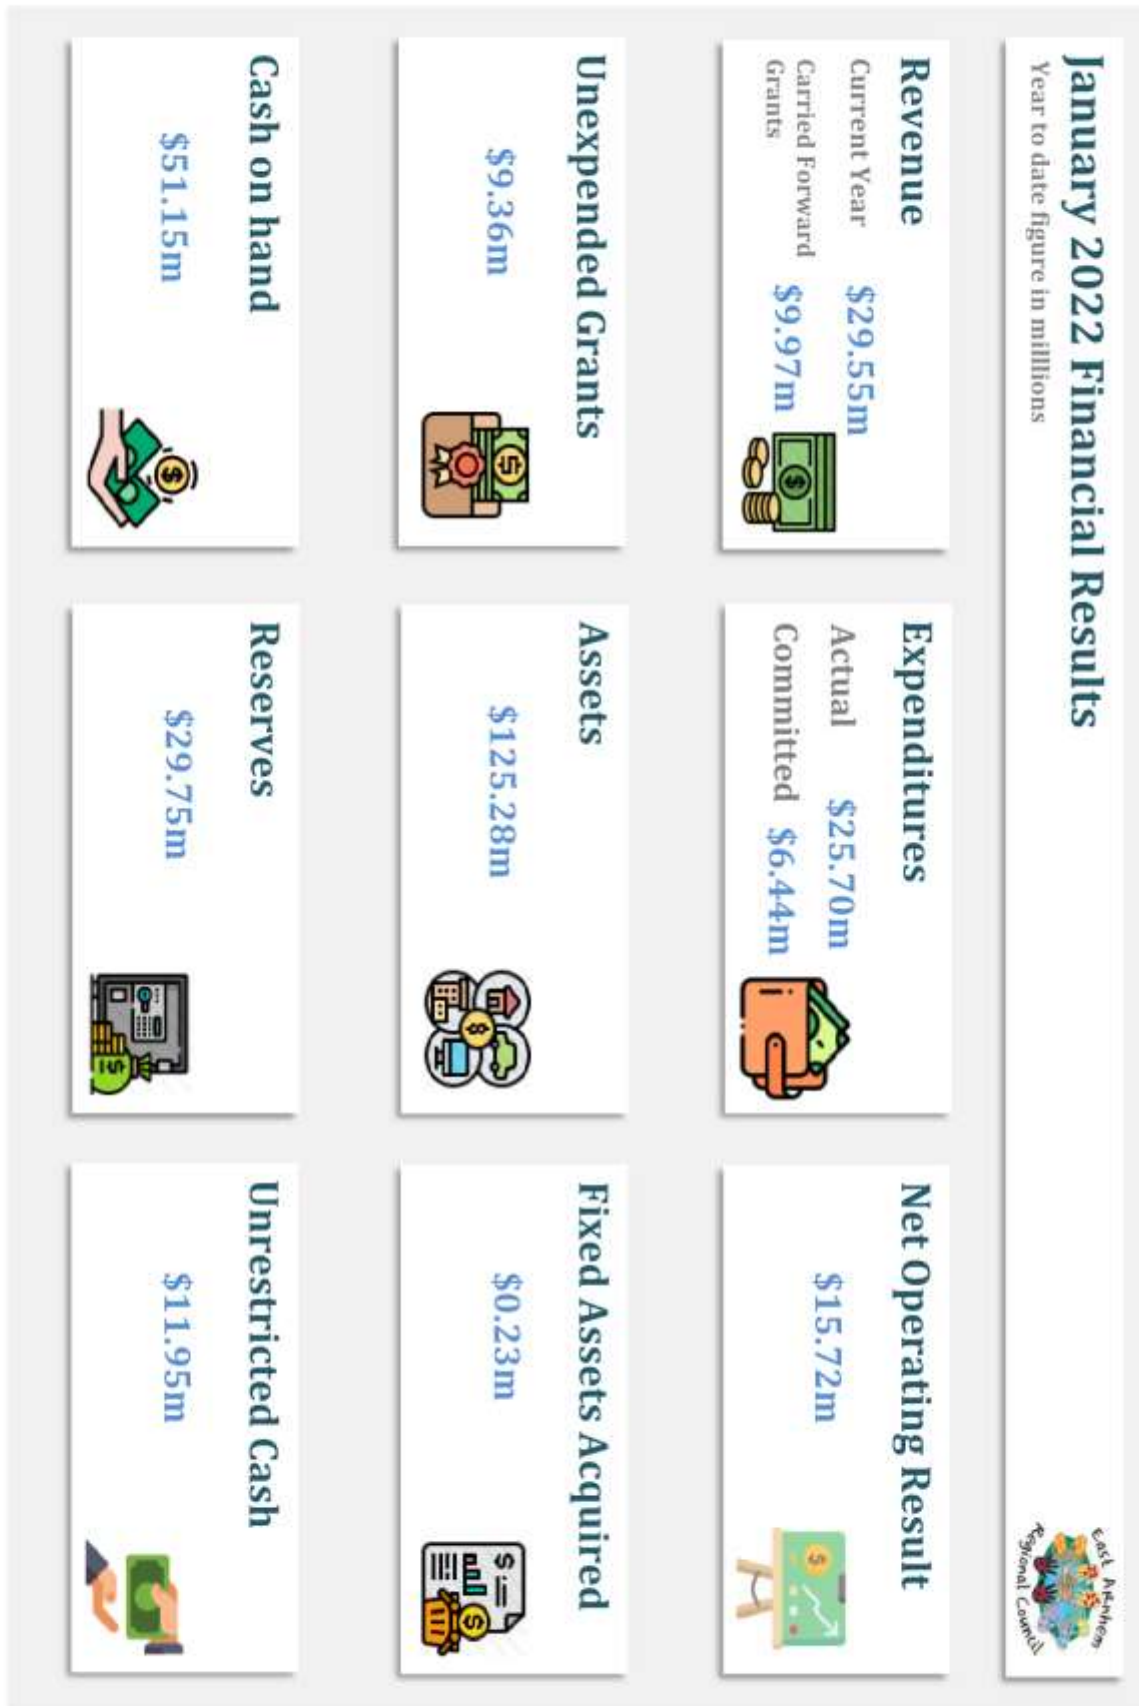 January 2022 Financial Results
Year to date figure in milllions
East Arnhem
Regional Council
Revenue
Current Year $29.55m
Carried Forward
Grants $9.97m
Expenditures
Actual $25.70m
Committed $6.44m
Net Operating Result
$15.72m
Unexpended Grants
$9.36m
Assets
$125.28m
Fixed Assets Acquired
$0.23m
Cash on hand
$51.15m
Reserves
$29.75m
Unrestricted Cash
$11.95m